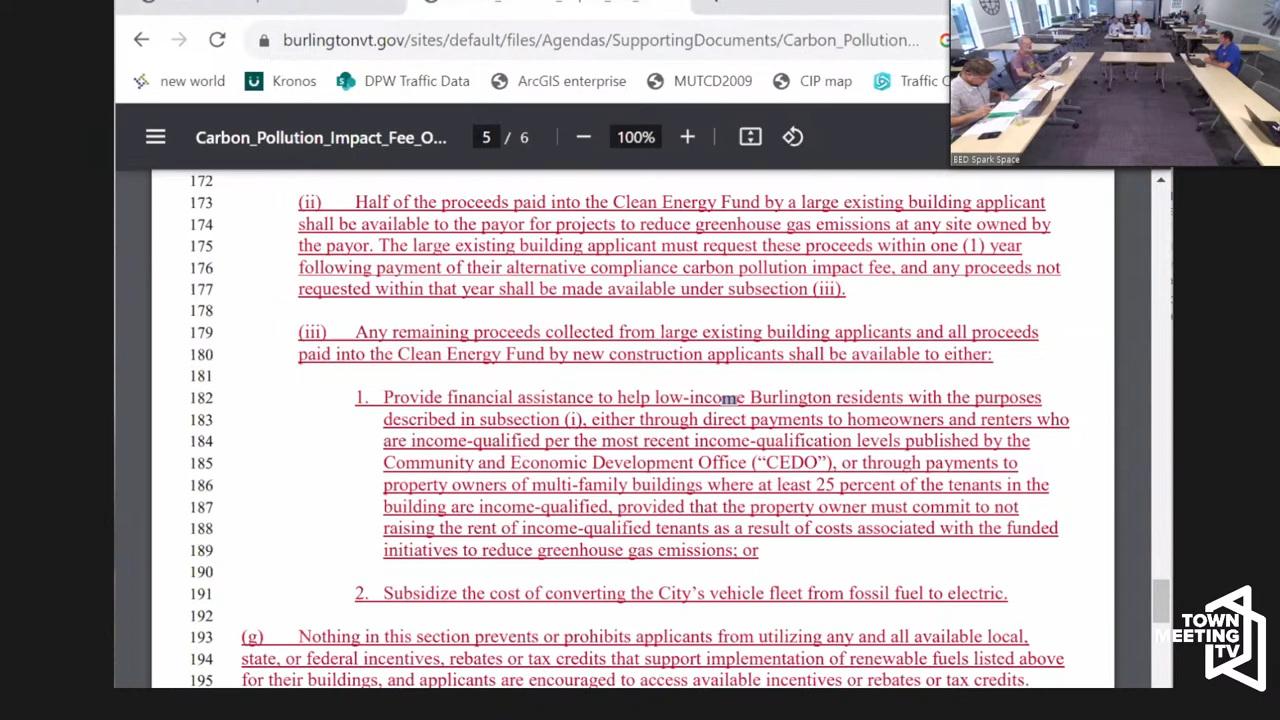 burlingtonvt.gov/sites/default/files/Agendas/SupportingDocuments/Carbon_Pollution...
new world
Kronos
DPW Traffic Data
ArcGIS enterprise
MUTCD2009
CIP map
Traffic C
BED Spark Space
Carbon_Pollution_Impact_Fee_O...
5 / 6
100%
172
173 (ii) Half of the proceeds paid into the Clean Energy Fund by a large existing building applicant
174 shall be available to the payor for projects to reduce greenhouse gas emissions at any site owned by
175 the payor. The large existing building applicant must request these proceeds within one (1) year
176 following payment of their alternative compliance carbon pollution impact fee, and any proceeds not
177 requested within that year shall be made available under subsection (iii).
178
179 (iii) Any remaining proceeds collected from large existing building applicants and all proceeds
180 paid into the Clean Energy Fund by new construction applicants shall be available to either:
181
182 1. Provide financial assistance to help low-income Burlington residents with the purposes
183 described in subsection (i), either through direct payments to homeowners and renters who
184 are income-qualified per the most recent income-qualification levels published by the
185 Community and Economic Development Office (“CEDO”), or through payments to
186 property owners of multi-family buildings where at least 25 percent of the tenants in the
187 building are income-qualified, provided that the property owner must commit to not
188 raising the rent of income-qualified tenants as a result of costs associated with the funded
189 initiatives to reduce greenhouse gas emissions; or
190
191 2. Subsidize the cost of converting the City’s vehicle fleet from fossil fuel to electric.
192
193 (g) Nothing in this section prevents or prohibits applicants from utilizing any and all available local,
194 state, or federal incentives, rebates or tax credits that support implementation of renewable fuels listed above
195 for their buildings, and applicants are encouraged to access available incentives or rebates or tax credits.
TOWN
MEETING
TV